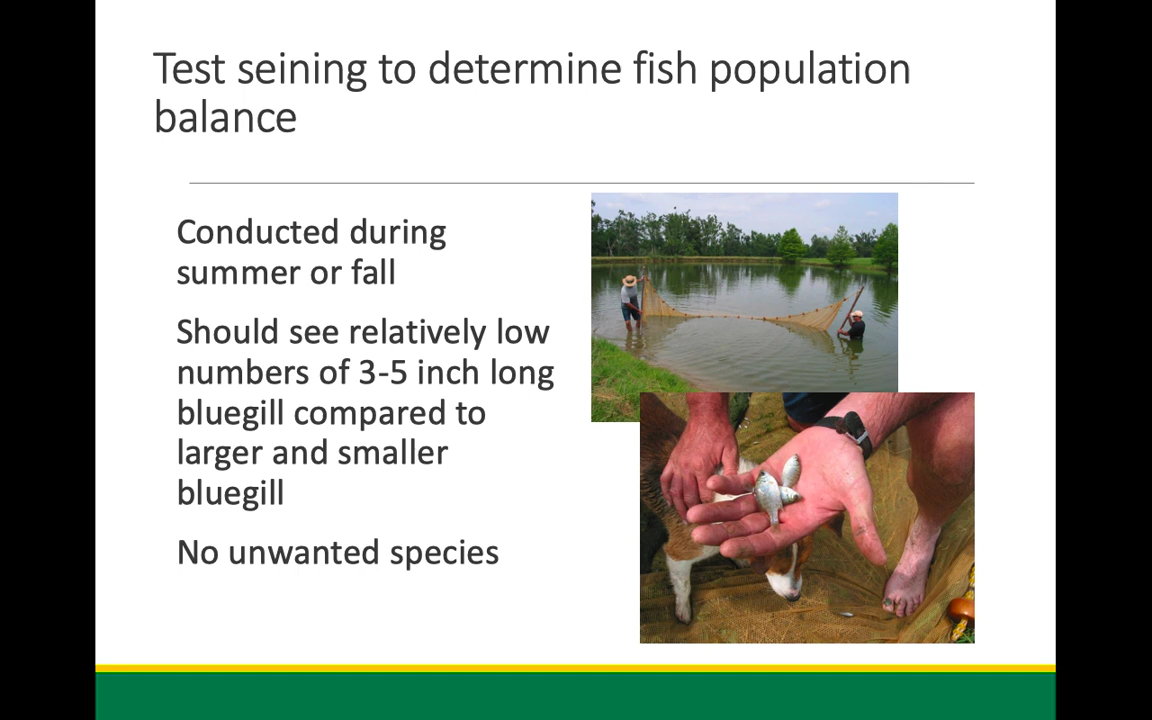 Test seining to determine fish population
balance
Conducted during
summer or fall
Should see relatively low
numbers of 3-5 inch long
bluegill compared to
larger and smaller
bluegill
No unwanted species